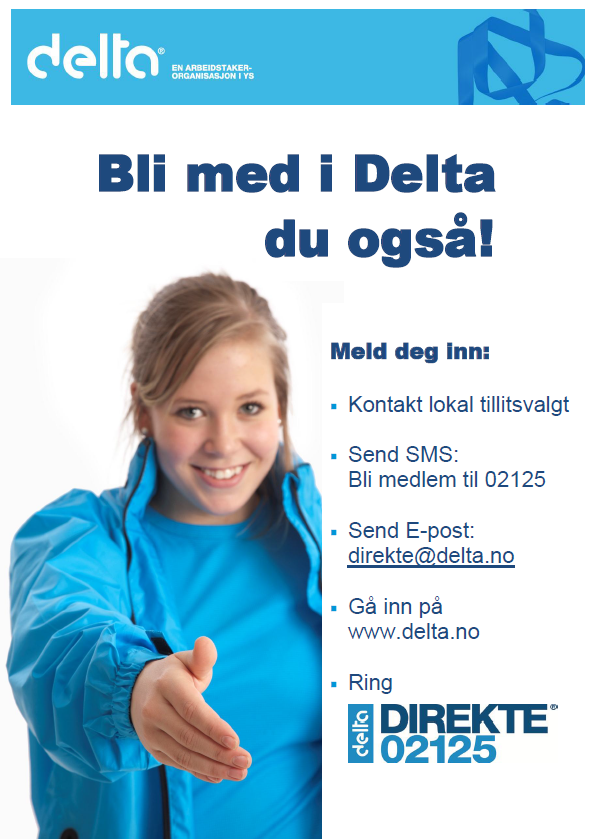 delta®
EN ARBEIDSTAKER-
ORGANISASJON I YS
Bli med i Delta
du også!
Meld deg inn:
▪ Kontakt lokal tillitsvalgt
▪ Send SMS:
Bli medlem til 02125
▪ Send E-post:
direkte@delta.no
▪ Gå inn på
www.delta.no
▪ Ring
delta DIREKTE®
02125